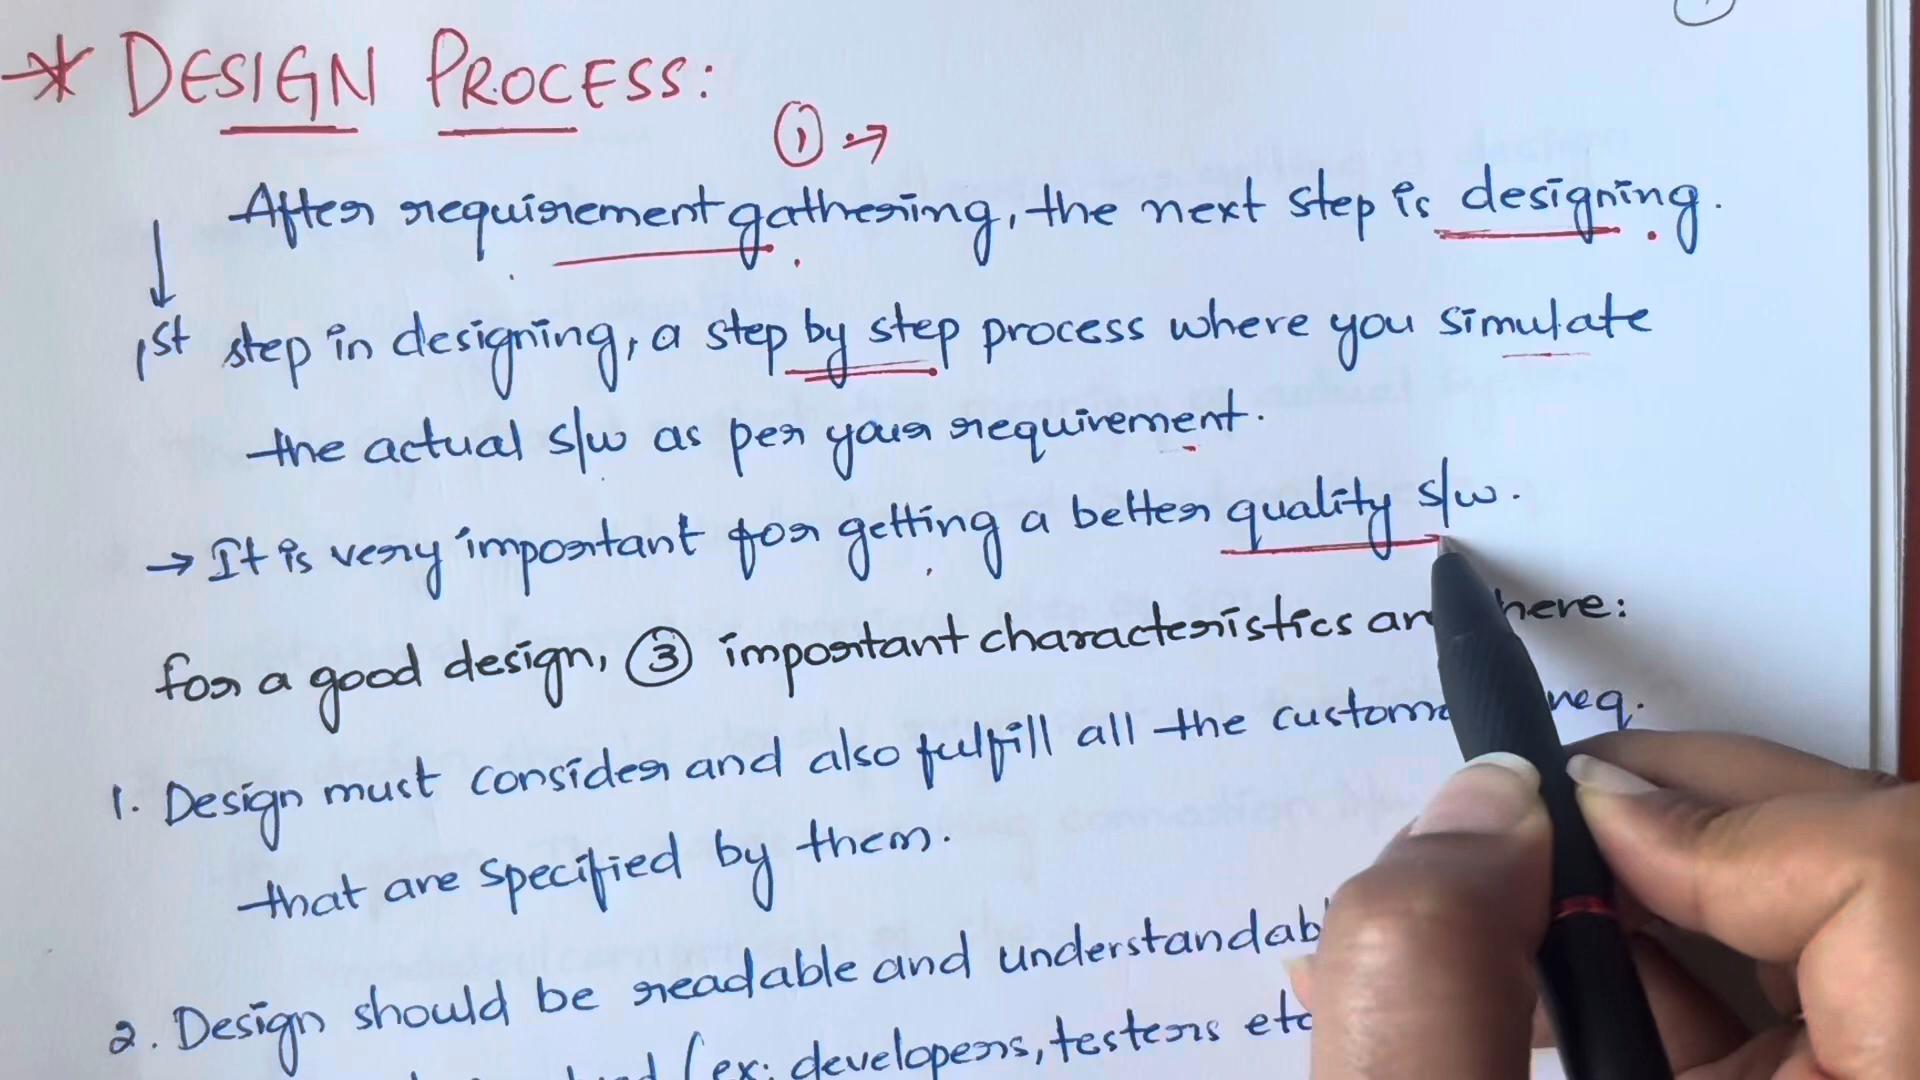 * DESIGN PROCESS:
① →
After requirement gathering, the next step is designing.
1st step in designing, a step by step process where you simulate
the actual s/w as per your requirement.
→ It is very important for getting a better quality s/w.
for a good design, ③ important characteristics are there:
1. Design must consider and also fulfill all the req.
that are specified by them.
2. Design should be readable and
(ex: developers, testers etc